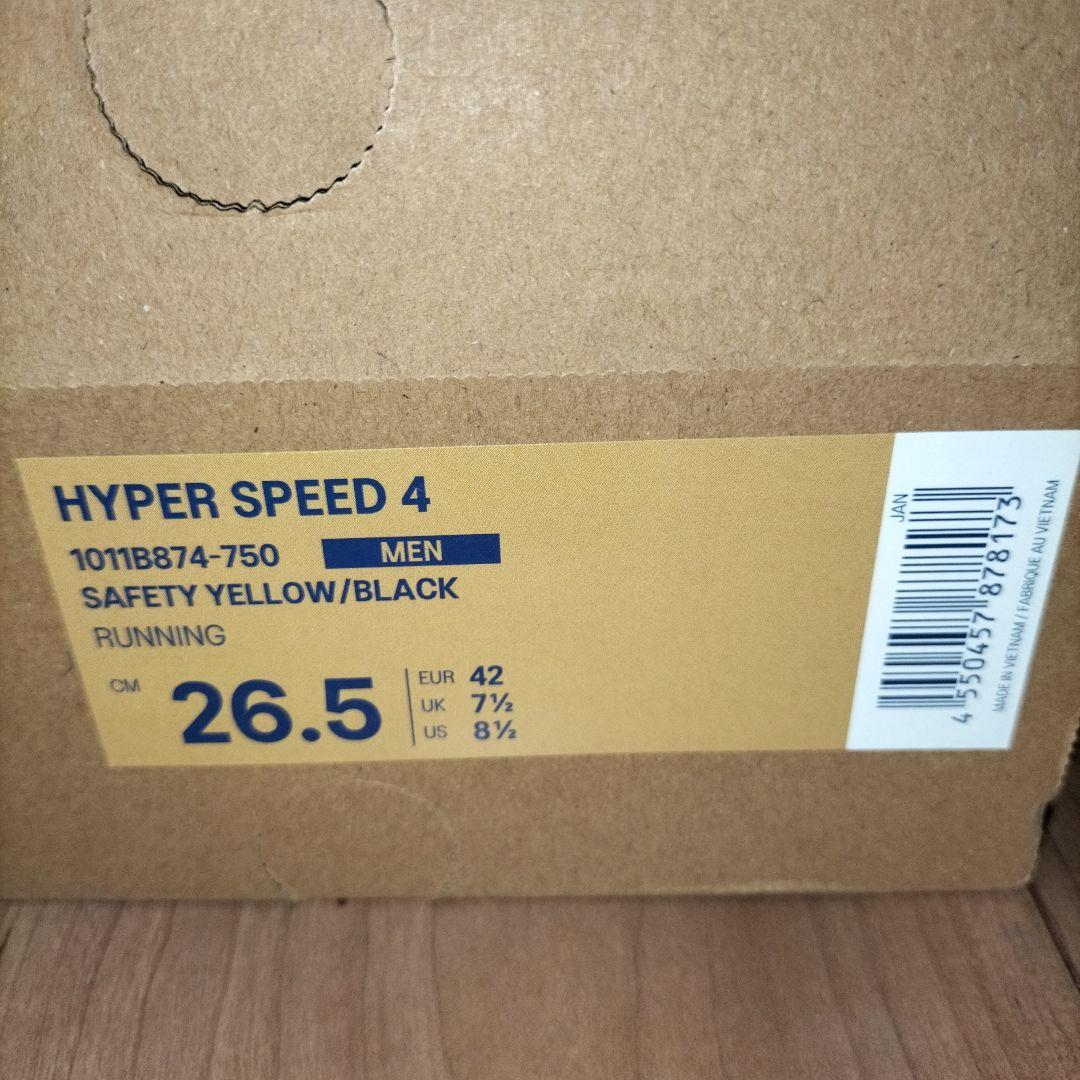 HYPER SPEED 4
1011B874-750 MEN
SAFETY YELLOW/BLACK
RUNNING
CM 26.5
EUR 42
UK 7½
US 8½
JAN
4 550457 878173
MADE IN VIETNAM / FABRIQUE AU VIETNAM